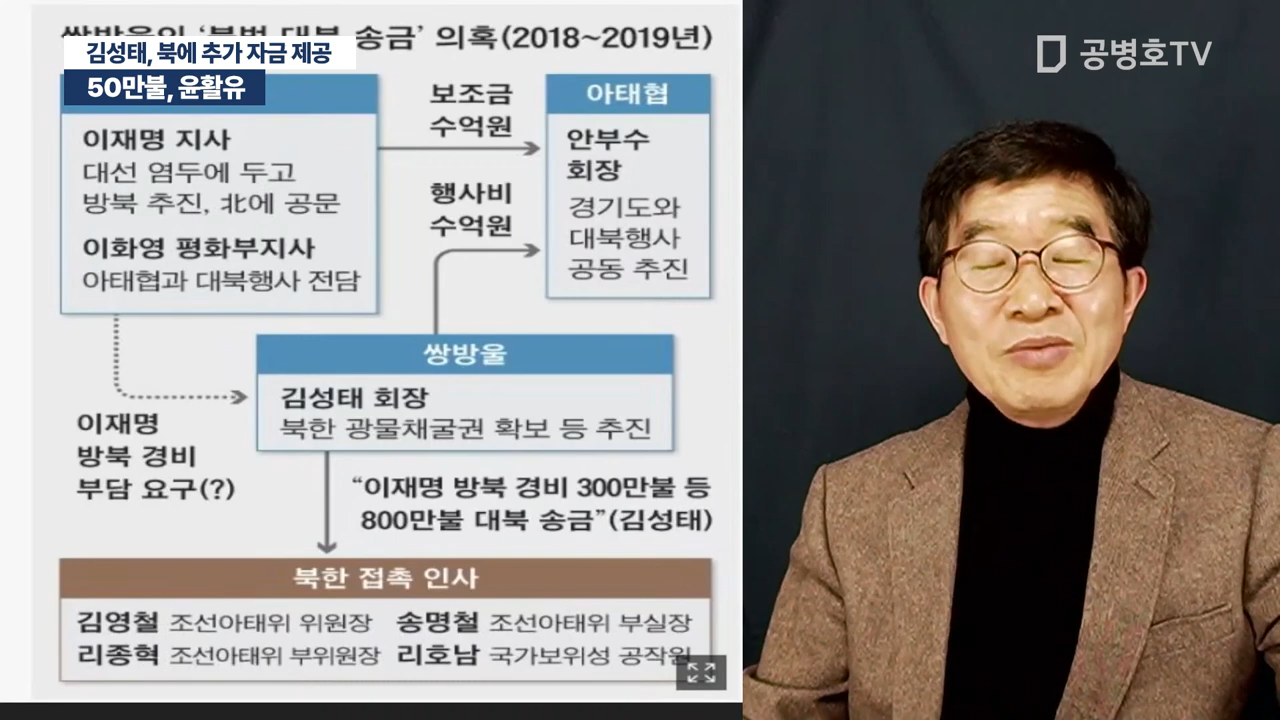 쌍방울의 ‘불법 대북 송금’ 의혹(2018~2019년)
김성태, 북에 추가 자금 제공
50만불, 윤활유
공병호TV
이재명 지사
대선 염두에 두고
방북 추진, 北에 공문
이화영 평화부지사
아태협과 대북행사 전담
보조금
수억원
행사비
수억원
아태협
안부수
회장
경기도와
대북행사
공동 추진
쌍방울
김성태 회장
북한 광물채굴권 확보 등 추진
이재명
방북 경비
부담 요구(?)
“이재명 방북 경비 300만불 등
800만불 대북 송금”(김성태)
북한 접촉 인사
김영철 조선아태위 위원장 송명철 조선아태위 부실장
리종혁 조선아태위 부위원장 리호남 국가보위성 공작원